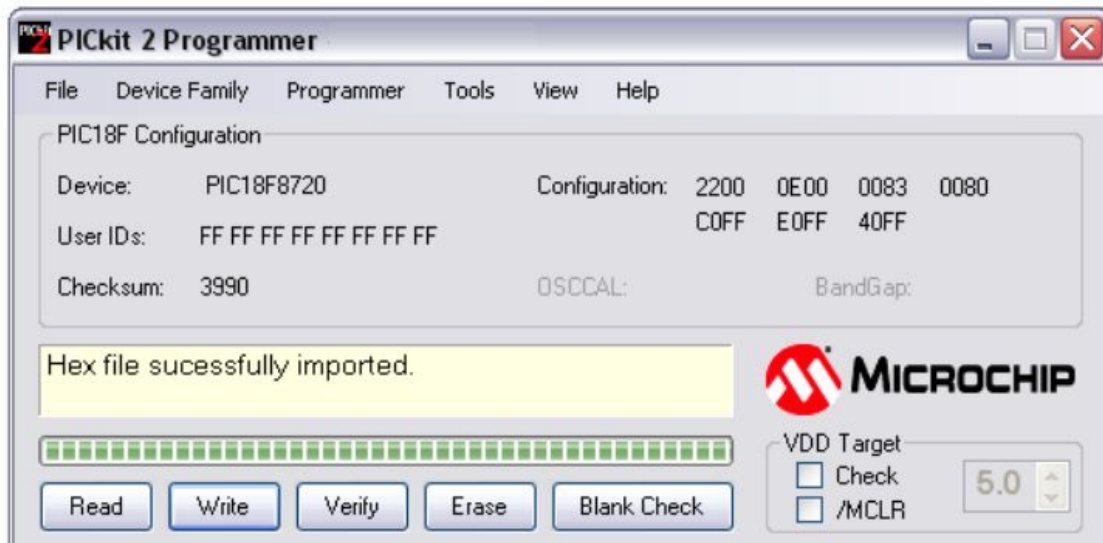 PICkit 2 Programmer
File Device Family Programmer Tools View Help
PIC18F Configuration
Device: PIC18F8720 Configuration: 2200 0E00 0083 0080
C0FF E0FF 40FF
User IDs: FF FF FF FF FF FF FF FF
Checksum: 3990 OSCCAL: BandGap:
Hex file sucessfully imported.
MICROCHIP
VDD Target
Check
5.0
/MCLR
Read Write Verify Erase Blank Check